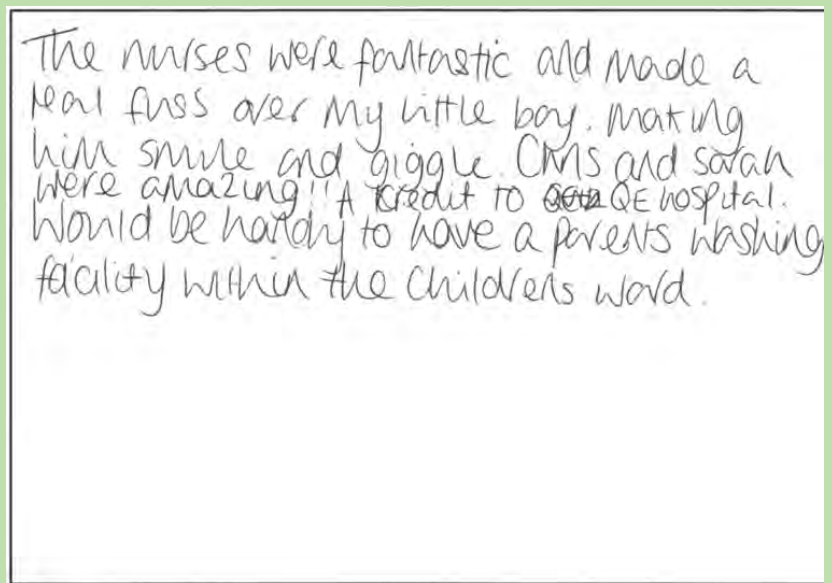 The nurses were fantastic and made a
real fuss over my little boy. Making
him smile and giggle. Chris and Sarah
were amazing!! A credit to QE hospital.
Would be handy to have a parents washing
facility within the childrens ward.